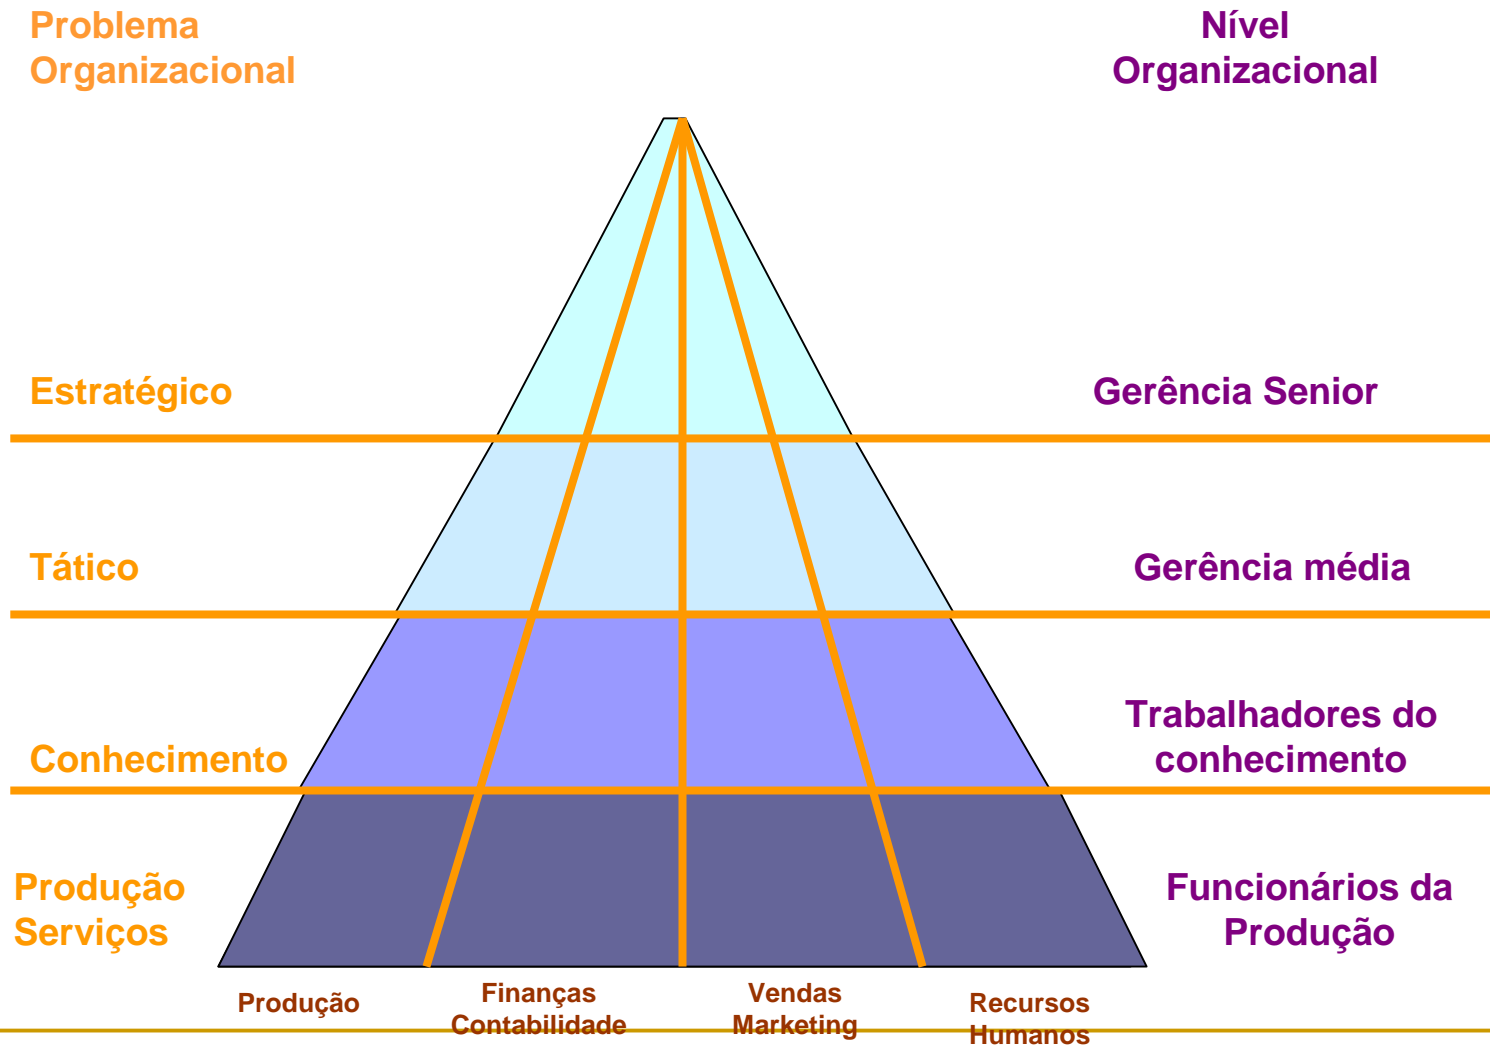 Problema
Organizacional
Nível
Organizacional
Estratégico
Gerência Senior
Tático
Gerência média
Conhecimento
Trabalhadores do
conhecimento
Produção
Serviços
Funcionários da
Produção
Produção
Finanças
Contabilidade
Vendas
Marketing
Recursos
Humanos